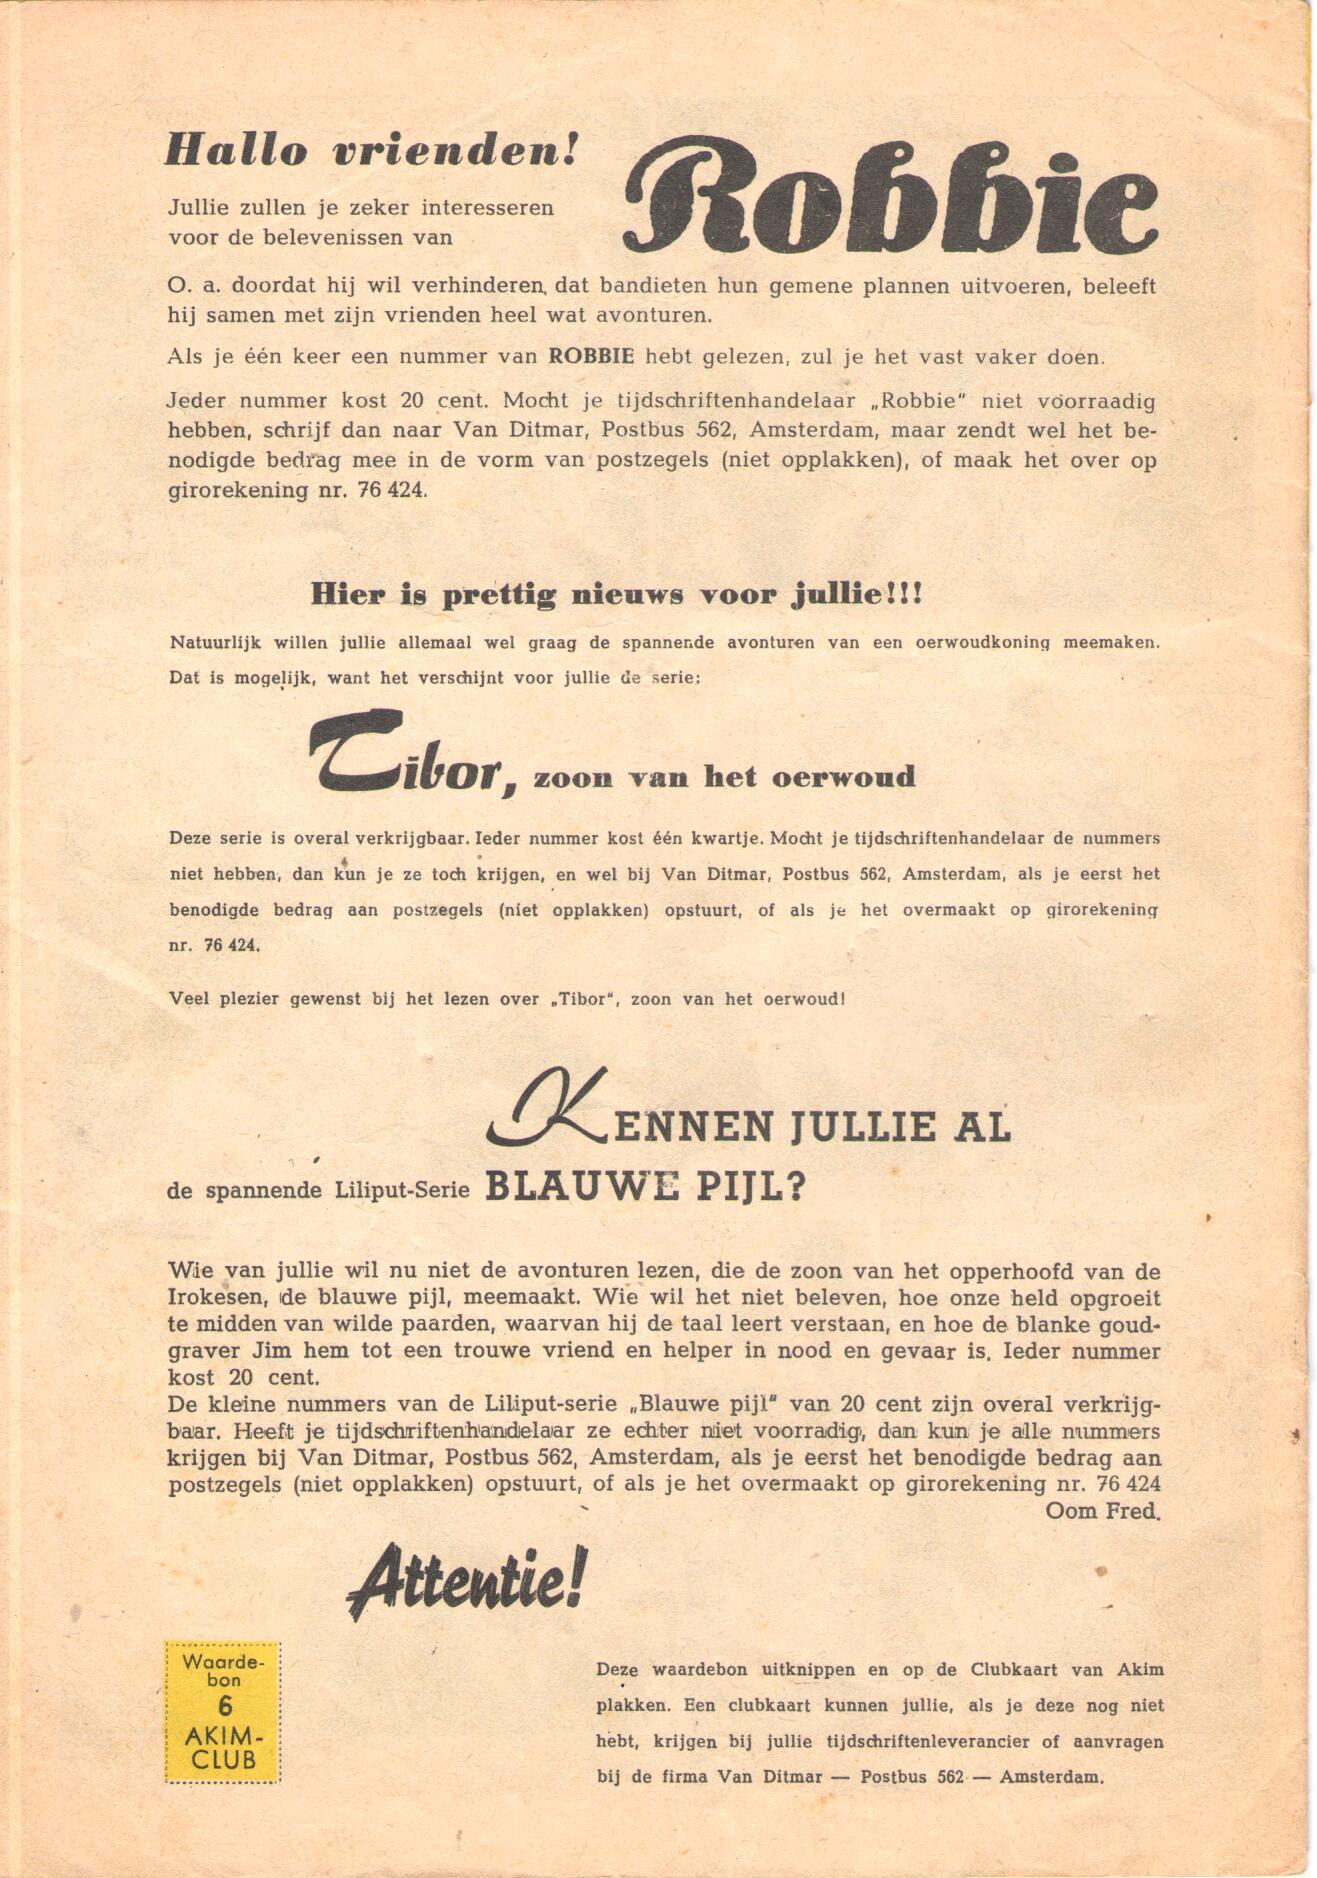 Hallo vrienden!
Jullie zullen je zeker interesseren
voor de belevenissen van
Robbie
O. a. doordat hij wil verhinderen, dat bandieten hun gemene plannen uitvoeren, beleeft
hij samen met zijn vrienden heel wat avonturen.
Als je één keer een nummer van ROBBIE hebt gelezen, zul je het vast vaker doen.
Jeder nummer kost 20 cent. Mocht je tijdschriftenhandelaar „Robbie" niet voorraadig
hebben, schrijf dan naar Van Ditmar, Postbus 562, Amsterdam, maar zendt wel het be-
nodigde bedrag mee in de vorm van postzegels (niet opplakken), of maak het over op
girorekening nr. 76 424.
Hier is prettig nieuws voor jullie!!!
Natuurlijk willen jullie allemaal wel graag de spannende avonturen van een oerwoudkoning meemaken.
Dat is mogelijk, want het verschijnt voor jullie de serie:
Tibor, zoon van het oerwoud
Deze serie is overal verkrijgbaar. Ieder nummer kost één kwartje. Mocht je tijdschriftenhandelaar de nummers
niet hebben, dan kun je ze toch krijgen, en wel bij Van Ditmar, Postbus 562, Amsterdam, als je eerst het
benodigde bedrag aan postzegels (niet opplakken) opstuurt, of als je het overmaakt op girorekening
nr. 76 424.
Veel plezier gewenst bij het lezen over „Tibor", zoon van het oerwoud!
KENNEN JULLIE AL
de spannende Liliput-Serie BLAUWE PIJL?
Wie van jullie wil nu niet de avonturen lezen, die de zoon van het opperhoofd van de
Irokesen, de blauwe pijl, meemaakt. Wie wil het niet beleven, hoe onze held opgroeit
te midden van wilde paarden, waarvan hij de taal leert verstaan, en hoe de blanke goud-
graver Jim hem tot een trouwe vriend en helper in nood en gevaar is. Ieder nummer
kost 20 cent.
De kleine nummers van de Liliput-serie „Blauwe pijl" van 20 cent zijn overal verkrijg-
baar. Heeft je tijdschriftenhandelaar ze echter niet voorradig, dan kun je alle nummers
krijgen bij Van Ditmar, Postbus 562, Amsterdam, als je eerst het benodigde bedrag aan
postzegels (niet opplakken) opstuurt, of als je het overmaakt op girorekening nr. 76 424
Oom Fred.
Attentie!
Waarde-
bon
6
AKIM-
CLUB
Deze waardebon uitknippen en op de Clubkaart van Akim
plakken. Een clubkaart kunnen jullie, als je deze nog niet
hebt, krijgen bij jullie tijdschriftenleverancier of aanvragen
bij de firma Van Ditmar — Postbus 562 — Amsterdam.